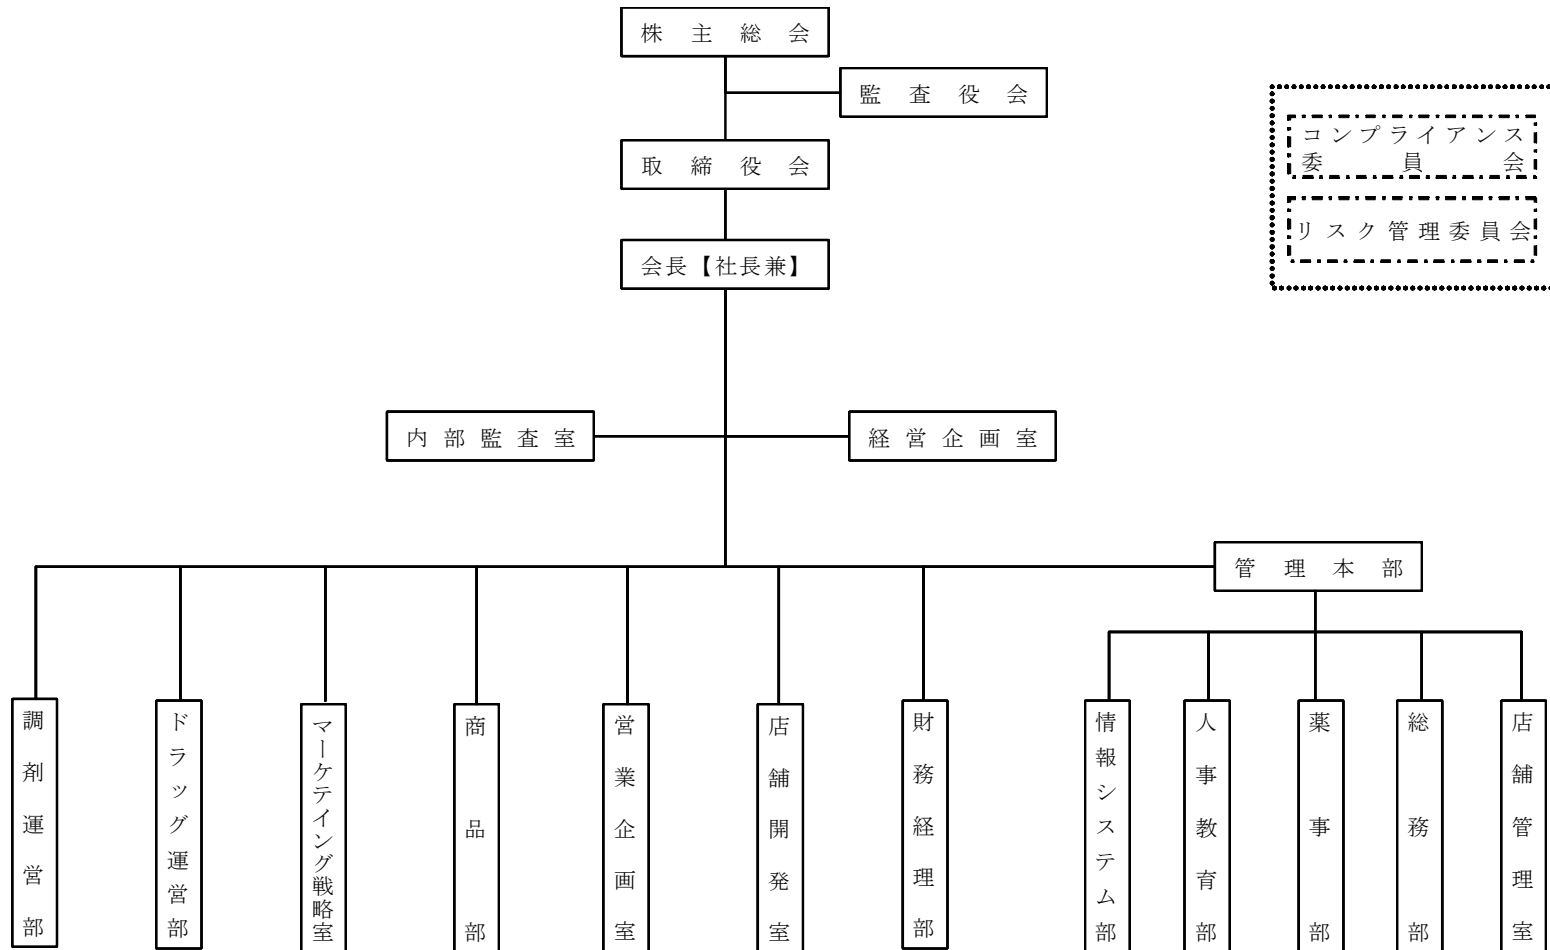 株主総会
監査役会
コンプライアンス
委員会
取締役会
リスク管理委員会
会長【社長兼】
内部監査室
経営企画室
管理本部
調剤運営部
ドラッグ運営部
マーケテイング戦略室
商品部
営業企画室
店舗開発室
財務経理部
情報システム部
人事教育部
薬事部
総務部
店舗管理室